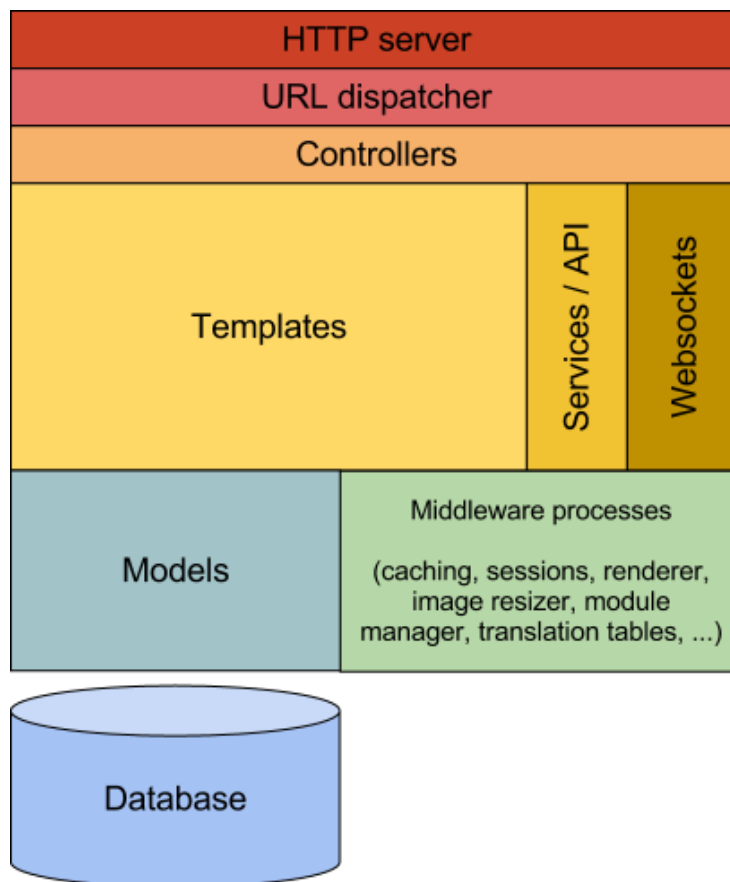 HTTP server
URL dispatcher
Controllers
Templates
Services / API
Websockets
Models
Middleware processes
(caching, sessions, renderer,
image resizer, module
manager, translation tables, ...)
Database